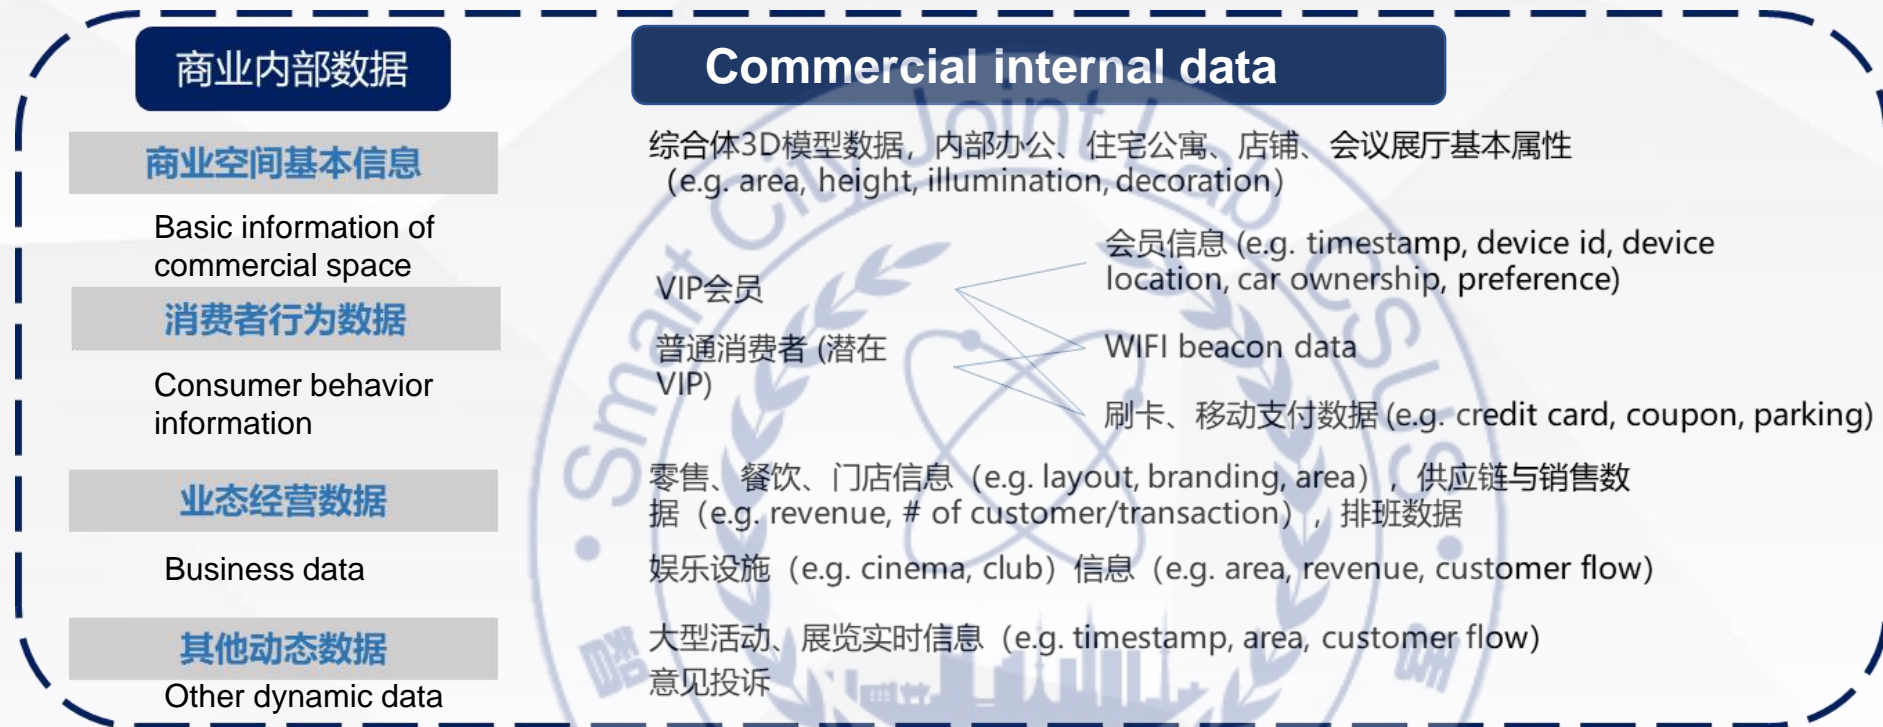 商业内部数据
Commercial internal data
商业空间基本信息
Basic information of
commercial space
综合体3D模型数据，内部办公、住宅公寓、店铺、会议展厅基本属性
（e.g. area, height, illumination, decoration）
消费者行为数据
Consumer behavior
information
VIP会员
普通消费者 (潜在
VIP)
会员信息 (e.g. timestamp, device id, device
location, car ownership, preference)
WIFI beacon data
刷卡、移动支付数据 (e.g. credit card, coupon, parking)
业态经营数据
Business data
零售、餐饮、门店信息（e.g. layout, branding, area），供应链与销售数
据（e.g. revenue, # of customer/transaction），排班数据
娱乐设施（e.g. cinema, club）信息（e.g. area, revenue, customer flow）
其他动态数据
Other dynamic data
大型活动、展览实时信息（e.g. timestamp, area, customer flow）
意见投诉
Smart City Joint Lab CSUS
智